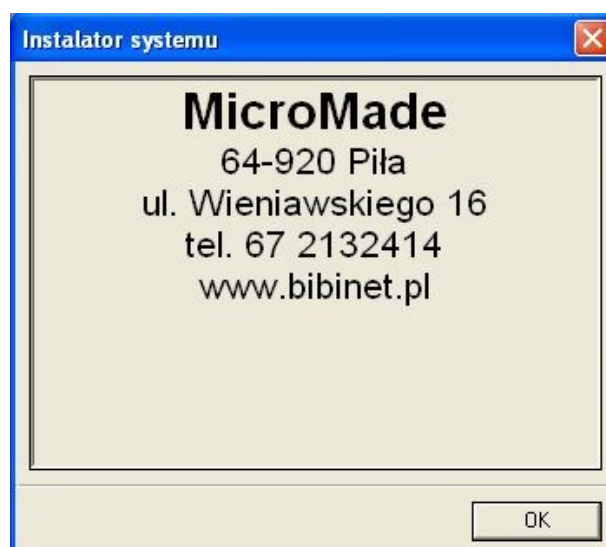 Instalator systemu
MicroMade
64-920 Piła
ul. Wieniawskiego 16
tel. 67 2132414
www.bibinet.pl
OK